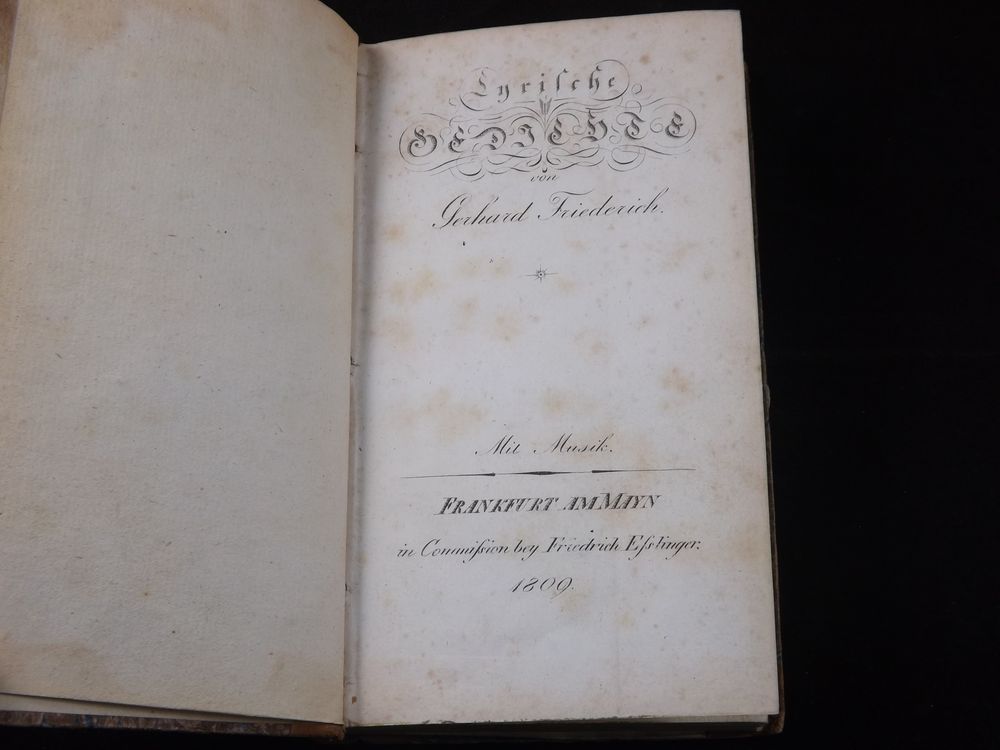 Lyrische
GEDICHTE
von
Gerhard Friederich.
Mit Musik.
FRANKFURT AM MAYN
in Commiſsion bey Friedrich Eſslinger.
1809.